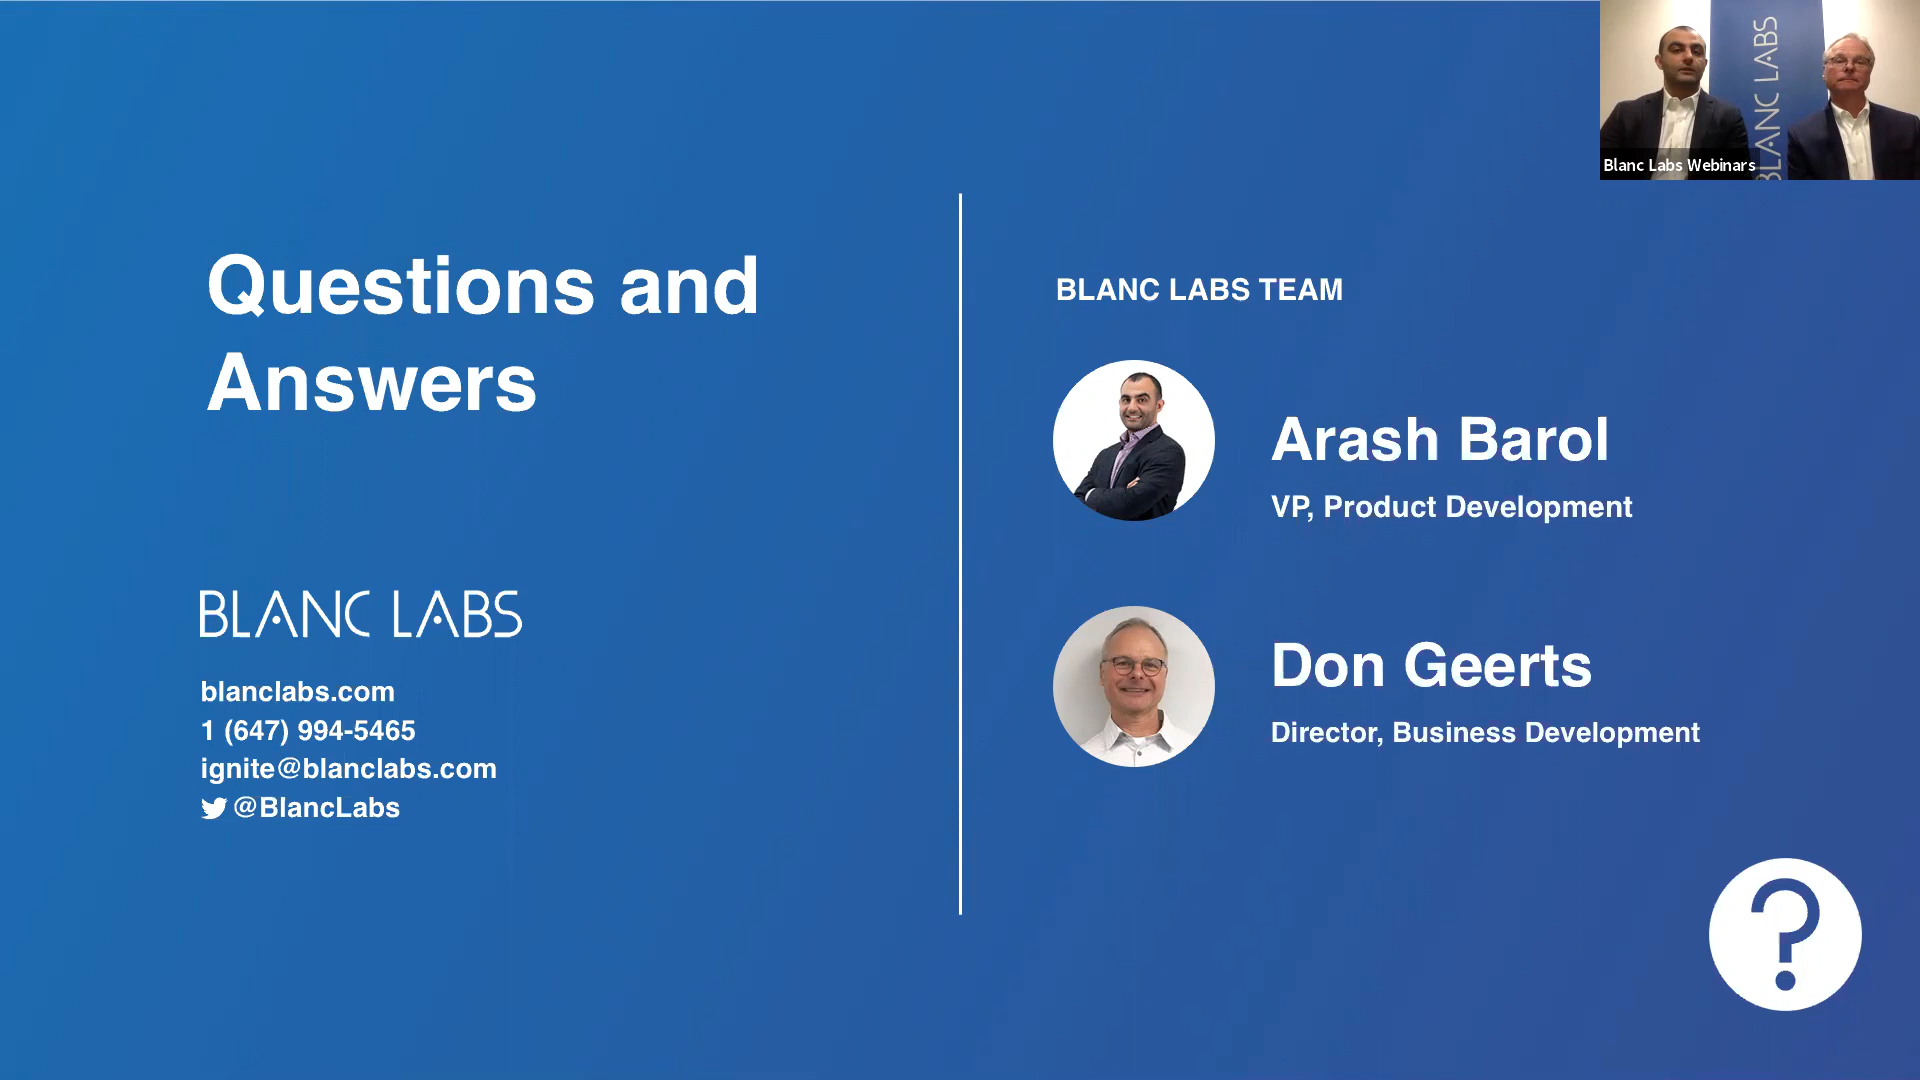 Questions and
Answers
BLANC LABS
blanclabs.com
1 (647) 994-5465
ignite@blanclabs.com
@BlancLabs
BLANC LABS TEAM
Arash Barol
VP, Product Development
Don Geerts
Director, Business Development
?
BLANC LABS
Blanc Labs Webinars